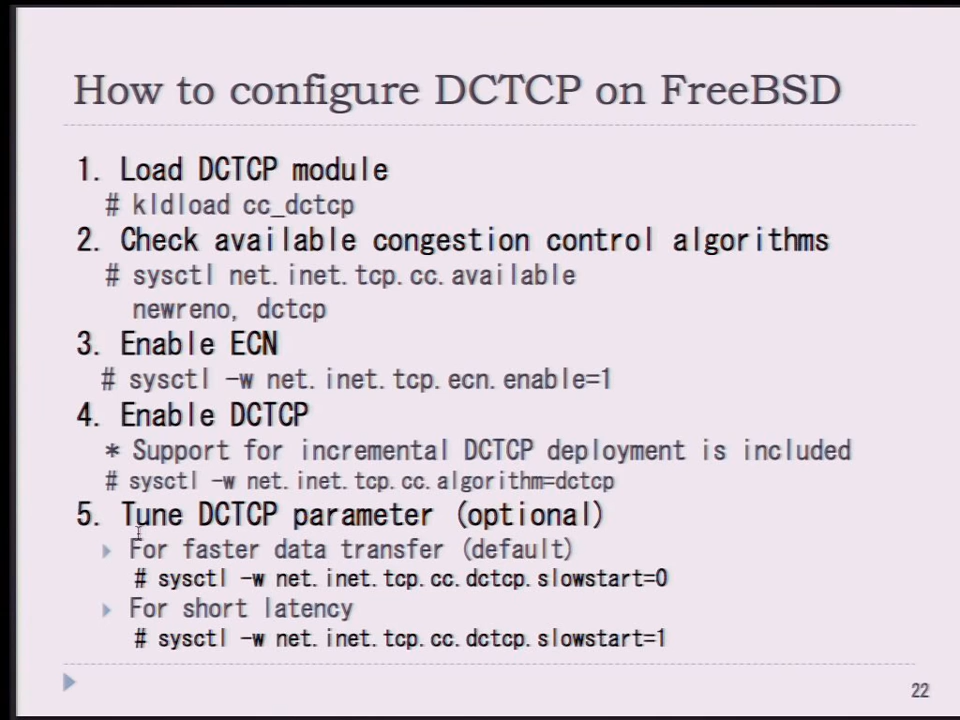 How to configure DCTCP on FreeBSD
1. Load DCTCP module
# kldload cc_dctcp
2. Check available congestion control algorithms
# sysctl net.inet.tcp.cc.available
newreno, dctcp
3. Enable ECN
# sysctl -w net.inet.tcp.ecn.enable=1
4. Enable DCTCP
* Support for incremental DCTCP deployment is included
# sysctl -w net.inet.tcp.cc.algorithm=dctcp
5. Tune DCTCP parameter (optional)
For faster data transfer (default)
# sysctl -w net.inet.tcp.cc.dctcp.slowstart=0
For short latency
# sysctl -w net.inet.tcp.cc.dctcp.slowstart=1
22